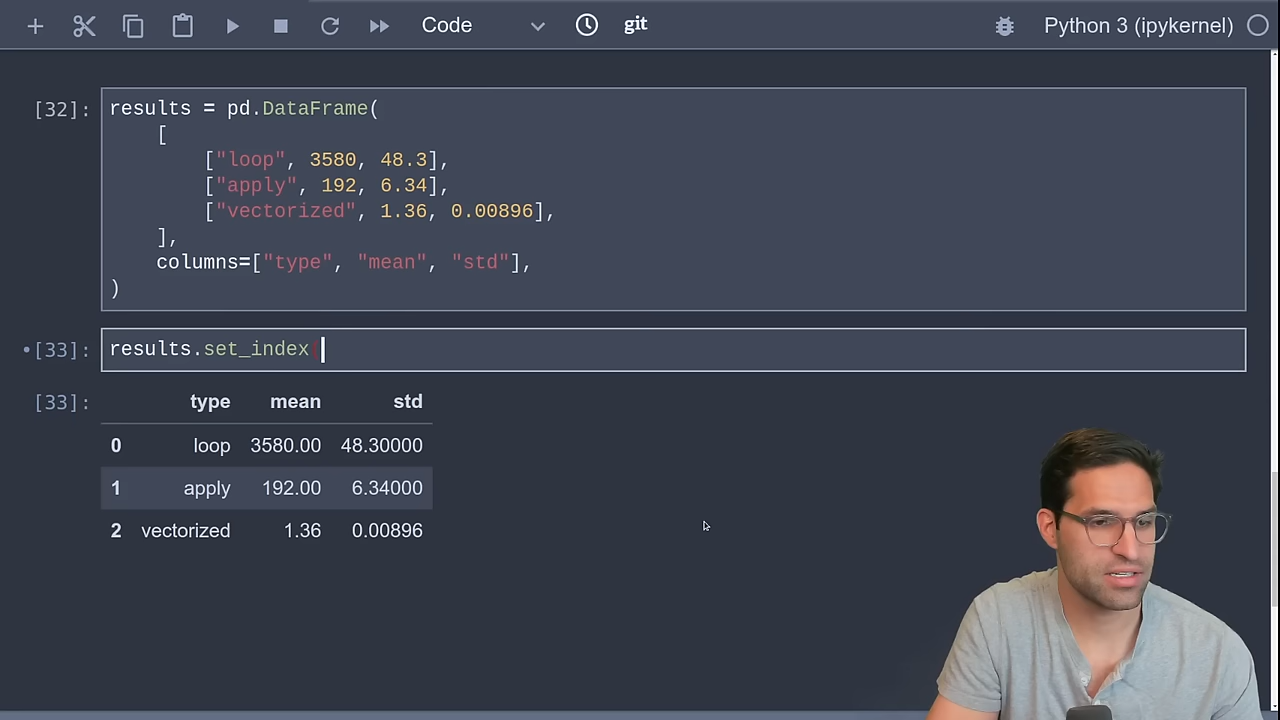 Code git Python 3 (ipykernel)
[32]: results = pd.DataFrame(
[
["loop", 3580, 48.3],
["apply", 192, 6.34],
["vectorized", 1.36, 0.00896],
],
columns=["type", "mean", "std"],
)
•[33]: results.set_index(
[33]: type mean std
0 loop 3580.00 48.30000
1 apply 192.00 6.34000
2 vectorized 1.36 0.00896